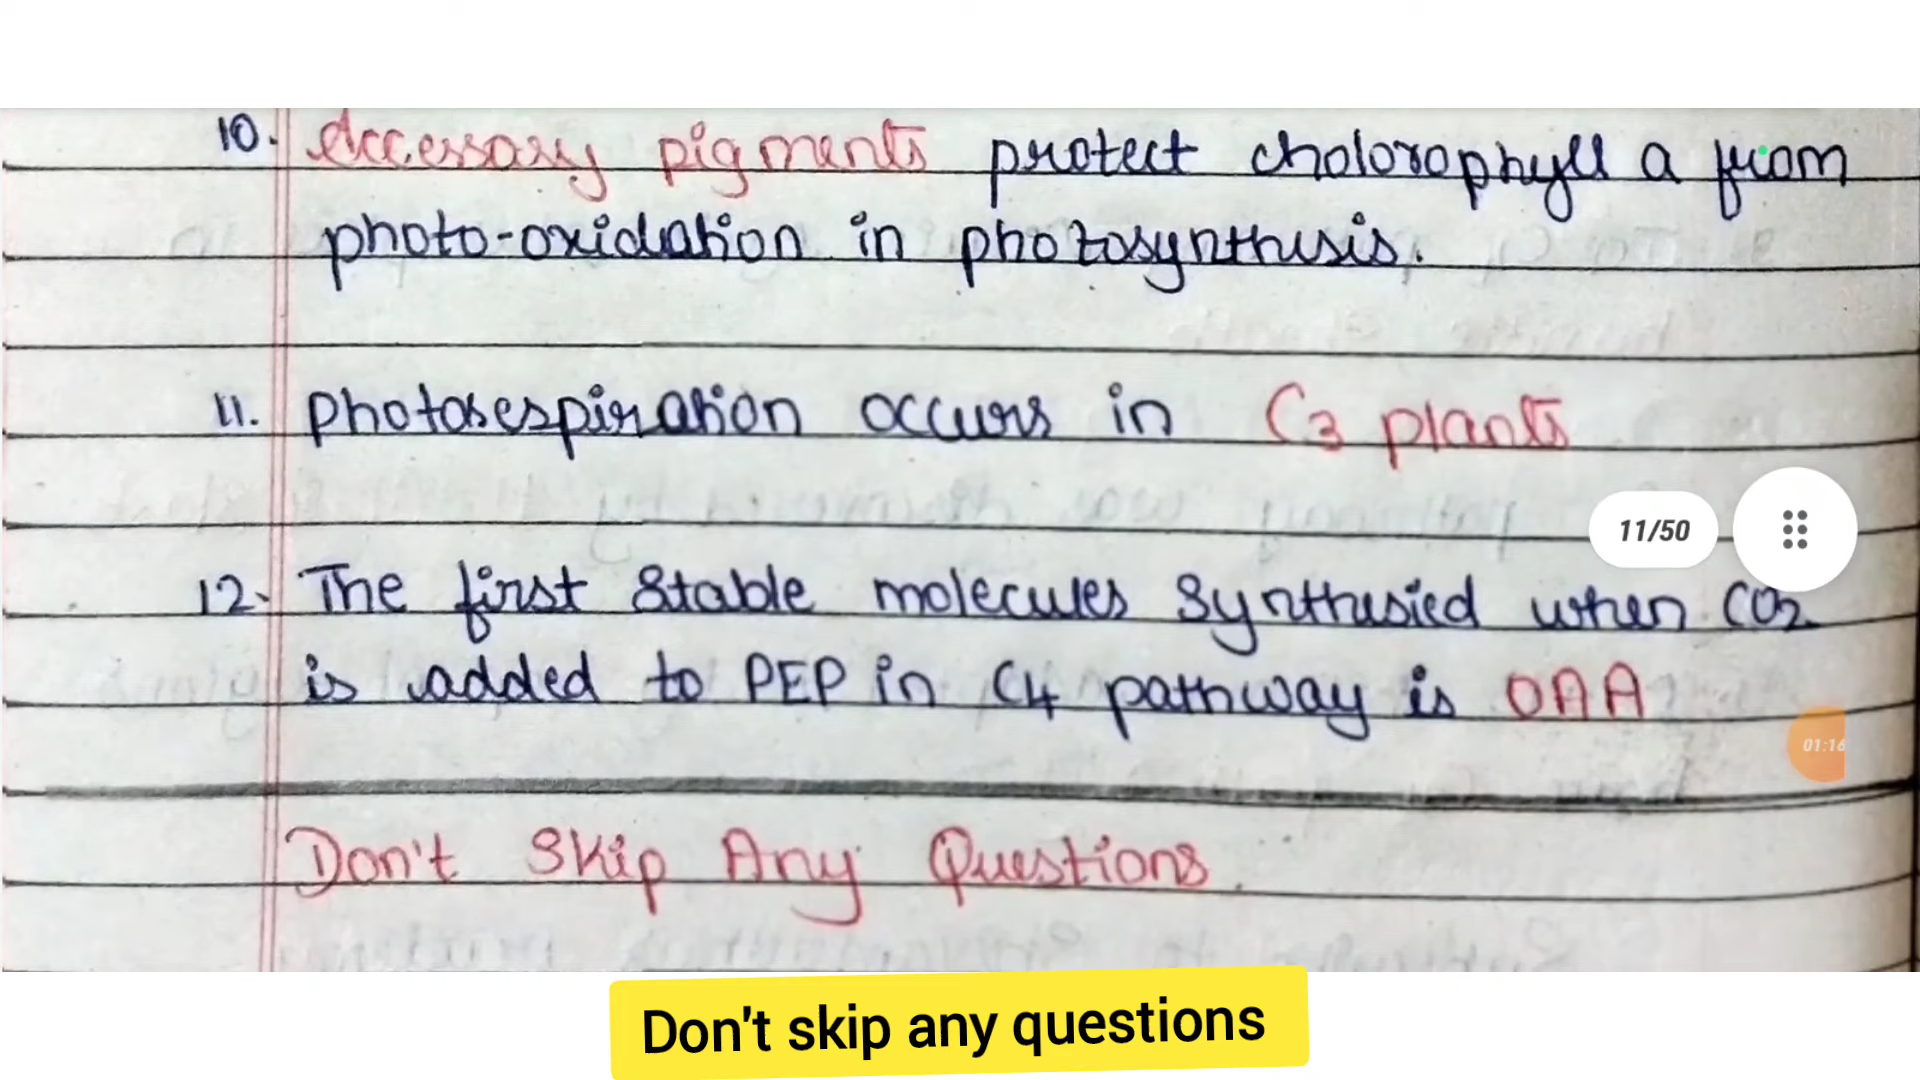 10. Accessory pigments protect cholorophyll a from
photo-oxidation in photosynthesis.
11. photorespiration occurs in C3 plants
11/50
12. The first Stable molecules Synthesied when CO2
is added to PEP in C4 pathway is OAA
01:16
Don't Skip Any Questions.
Don't skip any questions